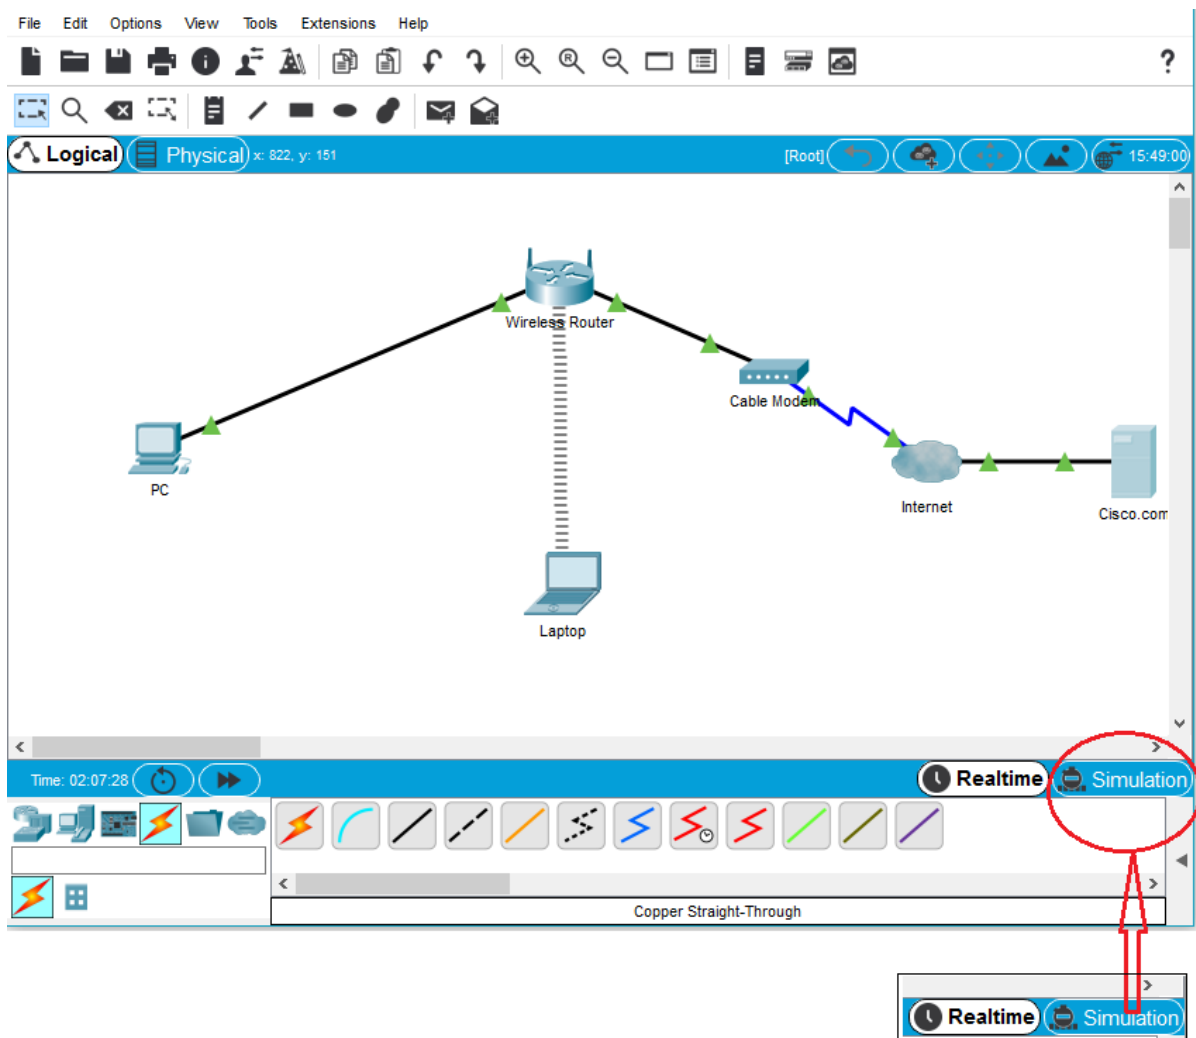 File Edit Options View Tools Extensions Help
Logical Physical x: 822, y: 151 [Root] 15:49:00
Wireless Router
Cable Modem
PC
Internet
Cisco.com
Laptop
Time: 02:07:28 Realtime Simulation
Copper Straight-Through
Realtime Simulation